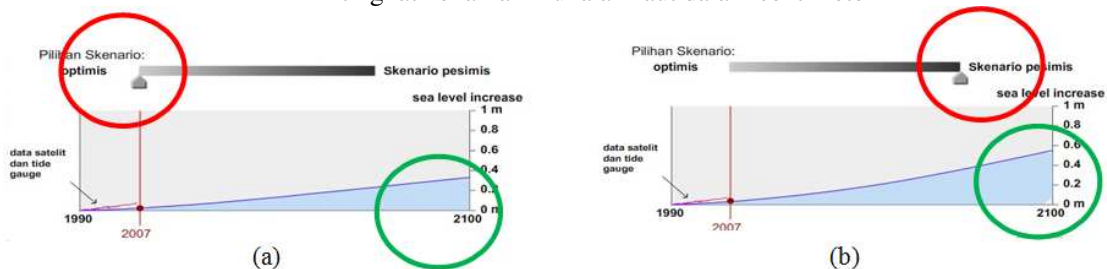 Pilihan Skenario:
optimis
Skenario pesimis
sea level increase
1 m
0.8
0.6
0.4
0.2
0 m
data satelit
dan tide
gauge
1990
2100
2007
(a)
Pilihan Skenario:
optimis
Skenario pesimis
sea level increase
1 m
0.8
0.6
0.4
0.2
0 m
data satelit
dan tide
gauge
1990
2100
2007
(b)